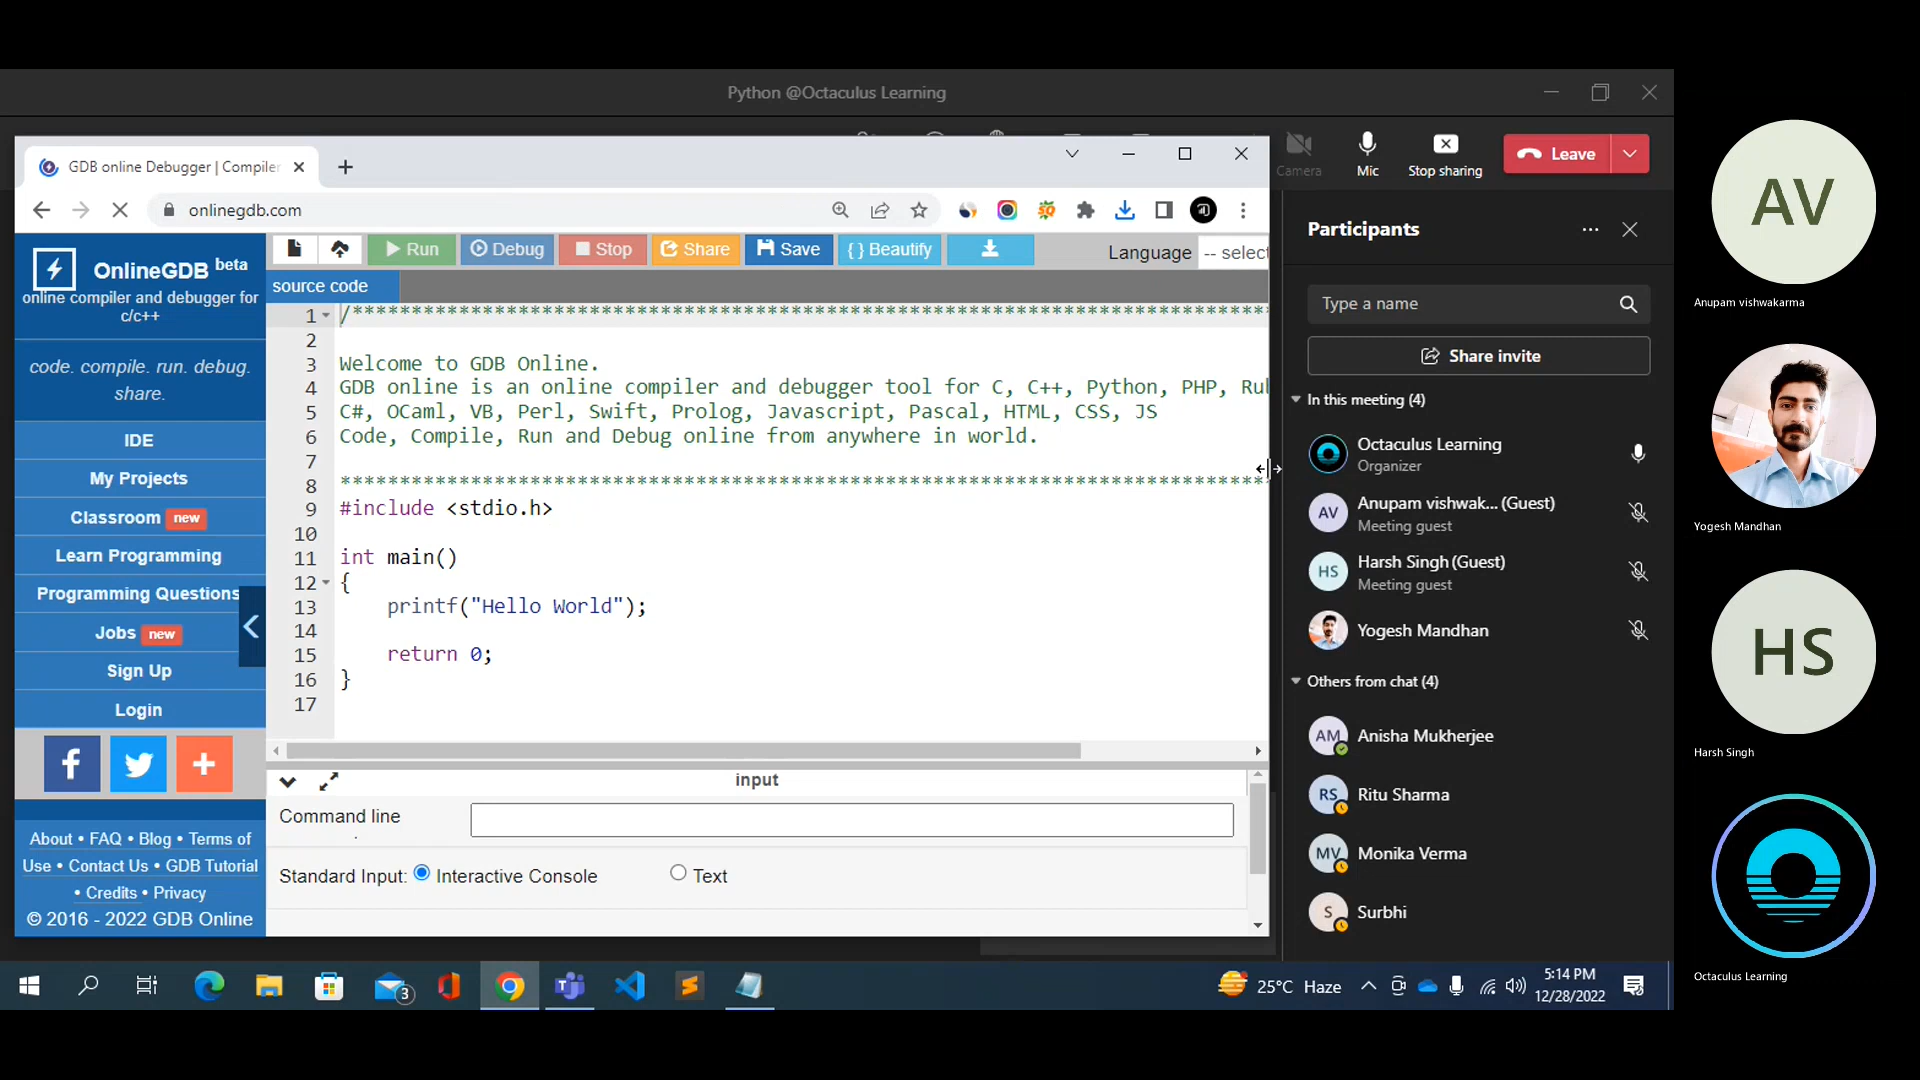 Python @Octaculus Learning
Camera
Mic
Stop sharing
Leave
GDB online Debugger | Compiler
onlinegdb.com
OnlineGDB beta
online compiler and debugger for
c/c++
code. compile. run. debug.
share.
IDE
My Projects
Classroom new
Learn Programming
Programming Questions
Jobs new
Sign Up
Login
About • FAQ • Blog • Terms of
Use • Contact Us • GDB Tutorial
• Credits • Privacy
© 2016 - 2022 GDB Online
Run
Debug
Stop
Share
Save
{ } Beautify
Language
-- select
source code
1 /******************************************************************************
2
3 Welcome to GDB Online.
4 GDB online is an online compiler and debugger tool for C, C++, Python, PHP, Ru
5 C#, OCaml, VB, Perl, Swift, Prolog, Javascript, Pascal, HTML, CSS, JS
6 Code, Compile, Run and Debug online from anywhere in world.
7
8 *******************************************************************************
9 #include <stdio.h>
10
11 int main()
12 {
13 printf("Hello World");
14
15 return 0;
16 }
17
input
Command line
Standard Input: Interactive Console
Text
Participants
Type a name
Share invite
In this meeting (4)
Octaculus Learning
Organizer
AV
Anupam vishwak... (Guest)
Meeting guest
HS
Harsh Singh (Guest)
Meeting guest
Yogesh Mandhan
Others from chat (4)
AM
Anisha Mukherjee
RS
Ritu Sharma
MV
Monika Verma
S
Surbhi
AV
Anupam vishwakarma
Yogesh Mandhan
HS
Harsh Singh
Octaculus Learning
3
25°C Haze
5:14 PM
12/28/2022